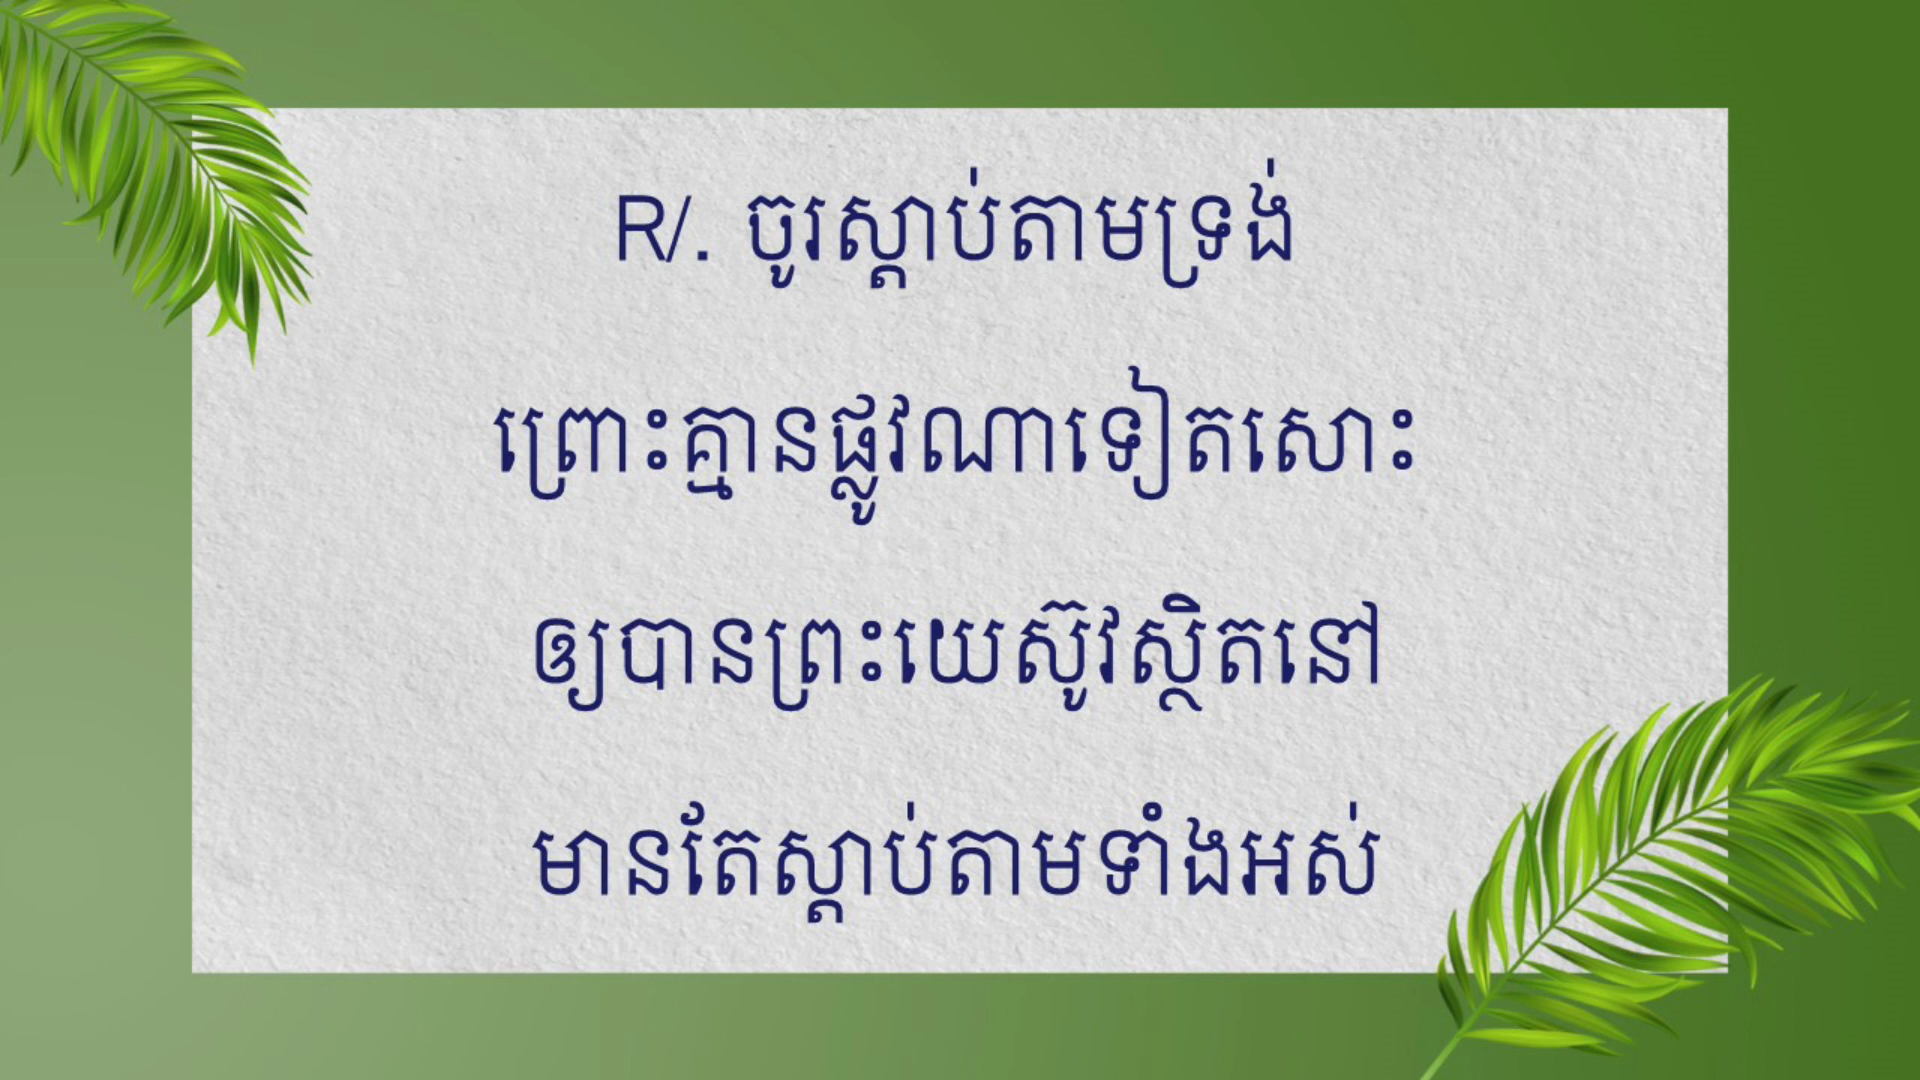 R/. ចូរស្ដាប់តាមទ្រង់
ព្រោះគ្មានផ្លូវណាទៀតសោះ
ឲ្យបានព្រះយេស៊ូវស្ថិតនៅ
មានតែស្ដាប់តាមទាំងអស់